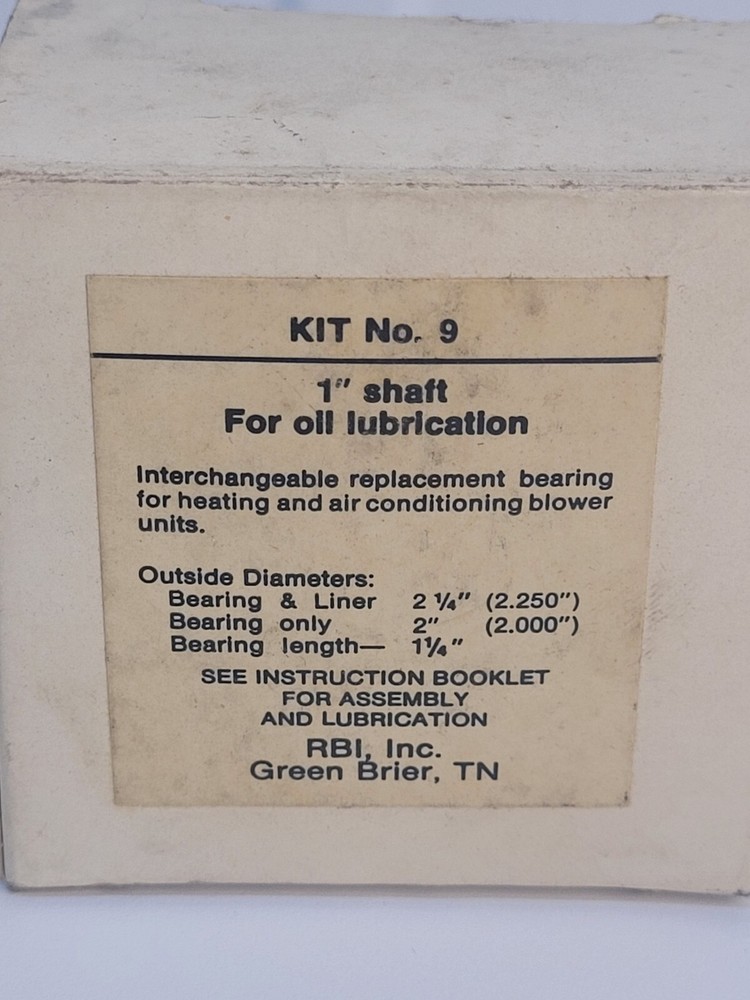 KIT No. 9
1" shaft
For oil lubrication
Interchangeable replacement bearing
for heating and air conditioning blower
units.
Outside Diameters:
Bearing & Liner 2 1/4" (2.250")
Bearing only 2" (2.000")
Bearing length— 1 1/4"
SEE INSTRUCTION BOOKLET
FOR ASSEMBLY
AND LUBRICATION
RBI, Inc.
Green Brier, TN